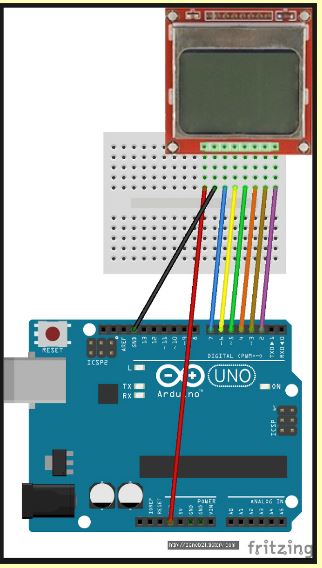 RESET
ICSP2
AREF
GND
13
12
~11
~10
~9
8
7
~6
~5
4
~3
2
TX→1
RX←0
DIGITAL (PWM~)
L
TX
RX
Arduino
UNO
ON
ICSP
IOREF
RESET
5V
GND
GND
VIN
POWER
ANALOG IN
A0
A1
A2
A3
A4
A5
fritzing